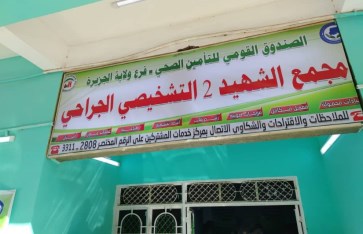 الصندوق القومي للتأمين الصحي - فرع ولاية الجزيرة
مجمع الشهيد 2 التشخيصي الجراحي
للملاحظات والاقتراحات والشكاوى الاتصال بمركز خدمات المشتركين على الرقم المختصر 2808 - 3311